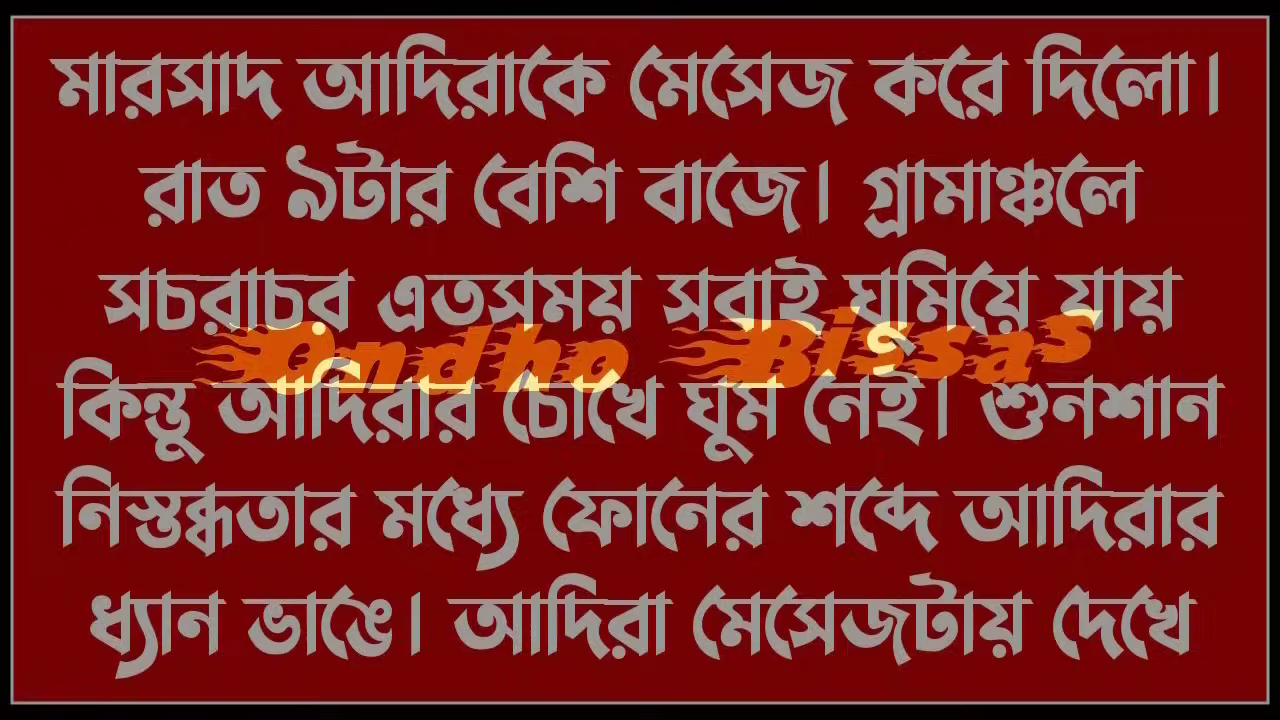 মারসাদ আদিরাকে মেসেজ করে দিলো।
রাত ৯টার বেশি বাজে। গ্রামাঞ্চলে
সচরাচর এতসময় সবাই ঘুমিয়ে যায়
Ondho Bissas
কিন্তু আদিরার চোখে ঘুম নেই। শুনশান
নিস্তব্ধতার মধ্যে ফোনের শব্দে আদিরার
ধ্যান ভাঙে। আদিরা মেসেজটায় দেখে